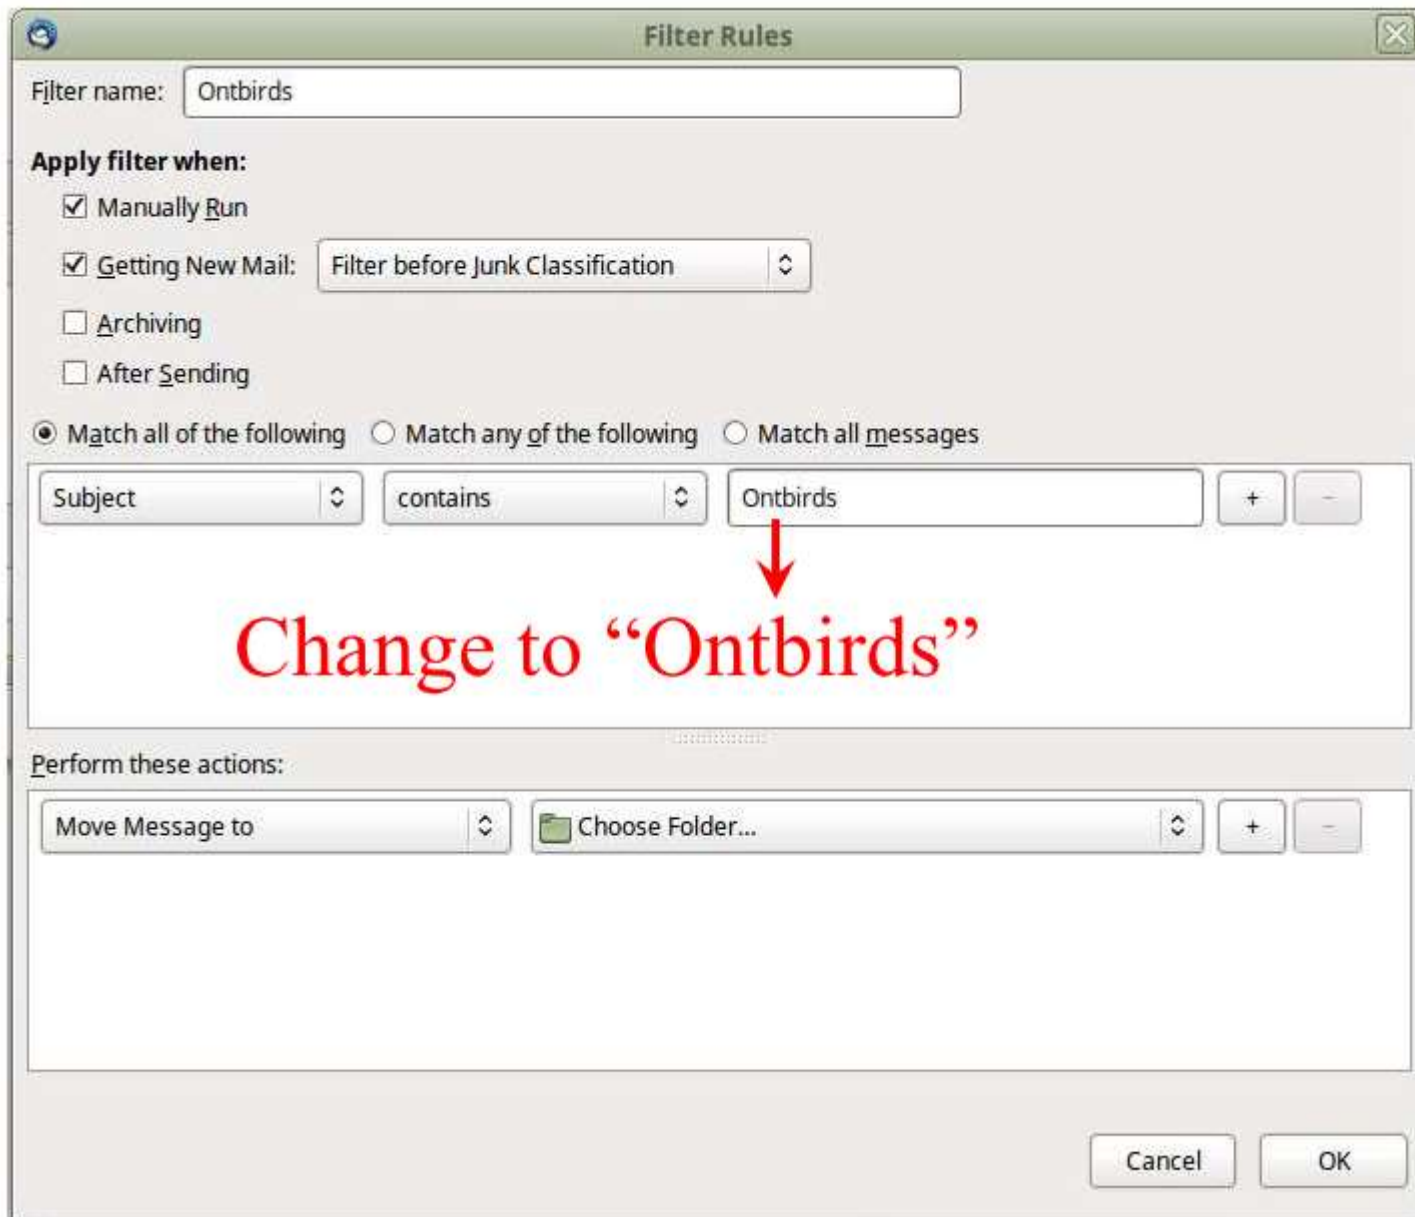 Filter Rules
Filter name: Ontbirds
Apply filter when:
Manually Run
Getting New Mail: Filter before Junk Classification
Archiving
After Sending
Match all of the following Match any of the following Match all messages
Subject contains Ontbirds + −
Change to “Ontbirds”
Perform these actions:
Move Message to Choose Folder... + −
Cancel OK